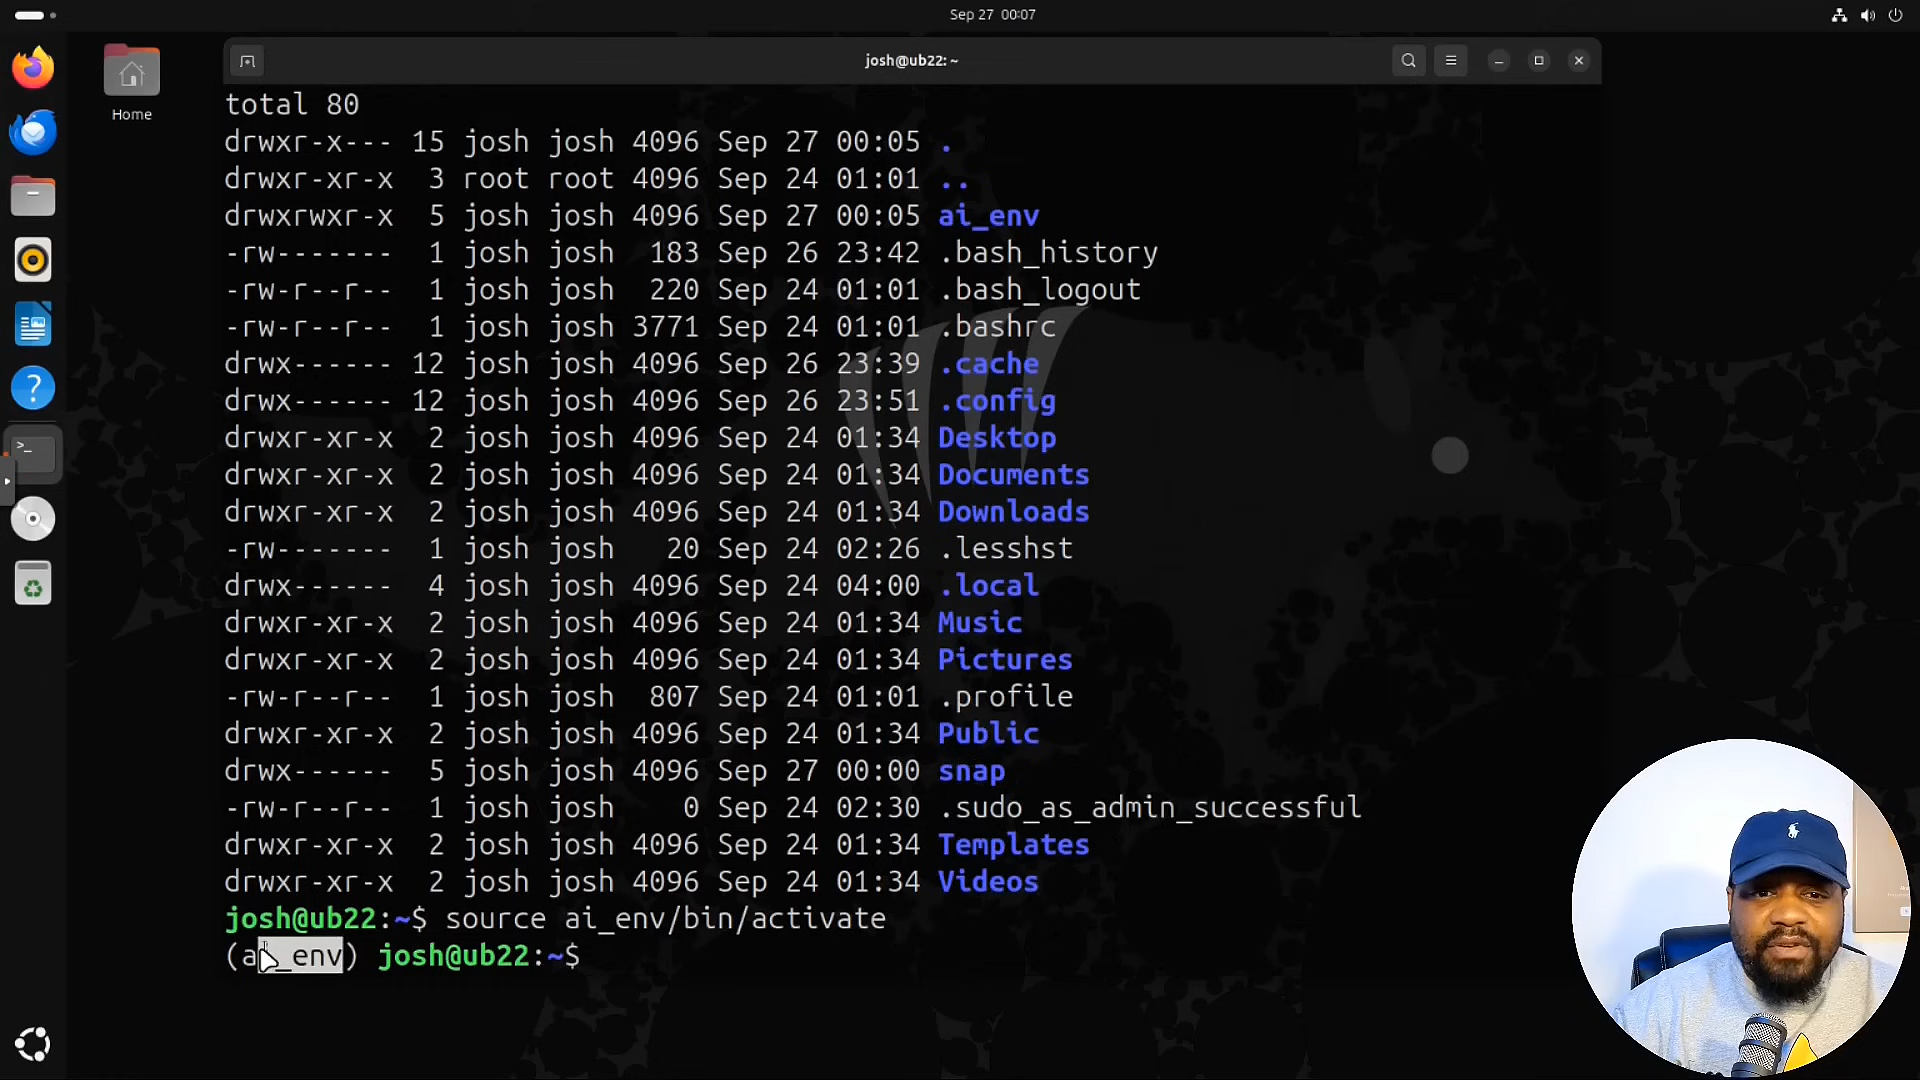 Sep 27 00:07
Home
josh@ub22: ~
total 80
drwxr-x--- 15 josh josh 4096 Sep 27 00:05 .
drwxr-xr-x 3 root root 4096 Sep 24 01:01 ..
drwxrwxr-x 5 josh josh 4096 Sep 27 00:05 ai_env
-rw------- 1 josh josh 183 Sep 26 23:42 .bash_history
-rw-r--r-- 1 josh josh 220 Sep 24 01:01 .bash_logout
-rw-r--r-- 1 josh josh 3771 Sep 24 01:01 .bashrc
drwx------ 12 josh josh 4096 Sep 26 23:39 .cache
drwx------ 12 josh josh 4096 Sep 26 23:51 .config
drwxr-xr-x 2 josh josh 4096 Sep 24 01:34 Desktop
drwxr-xr-x 2 josh josh 4096 Sep 24 01:34 Documents
drwxr-xr-x 2 josh josh 4096 Sep 24 01:34 Downloads
-rw------- 1 josh josh 20 Sep 24 02:26 .lesshst
drwx------ 4 josh josh 4096 Sep 24 04:00 .local
drwxr-xr-x 2 josh josh 4096 Sep 24 01:34 Music
drwxr-xr-x 2 josh josh 4096 Sep 24 01:34 Pictures
-rw-r--r-- 1 josh josh 807 Sep 24 01:01 .profile
drwxr-xr-x 2 josh josh 4096 Sep 24 01:34 Public
drwx------ 5 josh josh 4096 Sep 27 00:00 snap
-rw-r--r-- 1 josh josh 0 Sep 24 02:30 .sudo_as_admin_successful
drwxr-xr-x 2 josh josh 4096 Sep 24 01:34 Templates
drwxr-xr-x 2 josh josh 4096 Sep 24 01:34 Videos
josh@ub22:~$ source ai_env/bin/activate
(ai_env) josh@ub22:~$